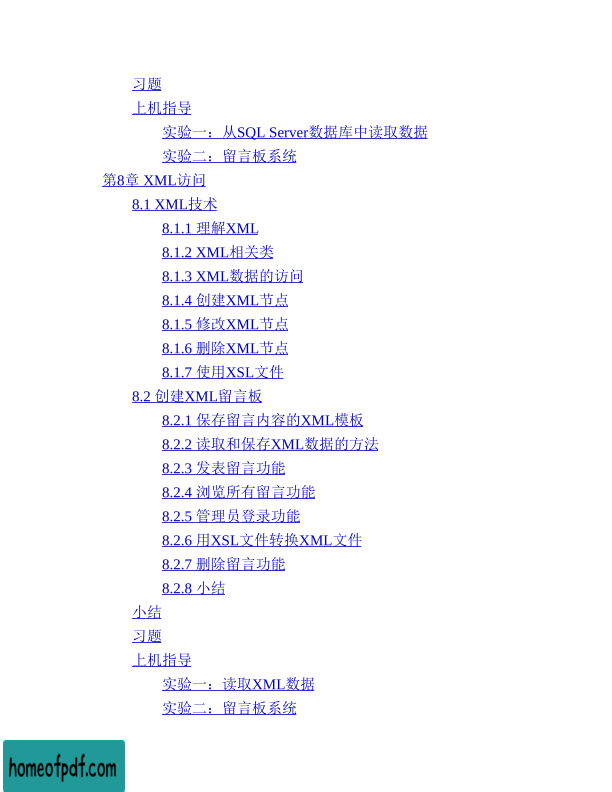 习题
上机指导
实验一：从SQL Server数据库中读取数据
实验二：留言板系统
第8章 XML访问
8.1 XML技术
8.1.1 理解XML
8.1.2 XML相关类
8.1.3 XML数据的访问
8.1.4 创建XML节点
8.1.5 修改XML节点
8.1.6 删除XML节点
8.1.7 使用XSL文件
8.2 创建XML留言板
8.2.1 保存留言内容的XML模板
8.2.2 读取和保存XML数据的方法
8.2.3 发表留言功能
8.2.4 浏览所有留言功能
8.2.5 管理员登录功能
8.2.6 用XSL文件转换XML文件
8.2.7 删除留言功能
8.2.8 小结
小结
习题
上机指导
实验一：读取XML数据
实验二：留言板系统
homeofpdf.com